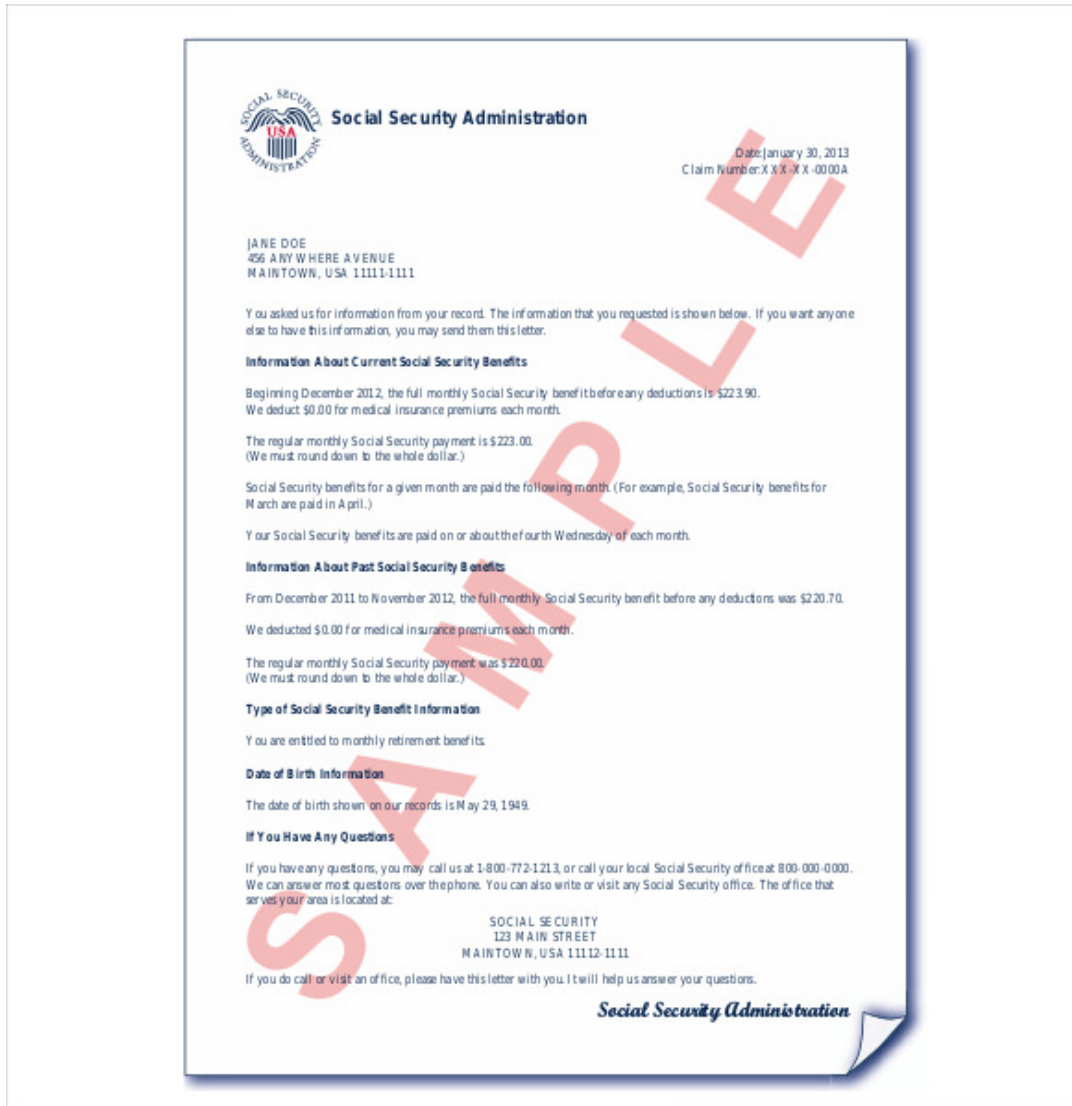 SOCIAL SECURITY ADMINISTRATION
USA
Social Security Administration
Date:January 30, 2013
Claim Number:XXX-XX-0000A
JANE DOE
456 ANYWHERE AVENUE
MAINTOWN, USA 11111-1111
You asked us for information from your record. The information that you requested is shown below. If you want anyone
else to have this information, you may send them this letter.
Information About Current Social Security Benefits
Beginning December 2012, the full monthly Social Security benefit before any deductions is $223.90.
We deduct $0.00 for medical insurance premiums each month.
The regular monthly Social Security payment is $223.00.
(We must round down to the whole dollar.)
Social Security benefits for a given month are paid the following month. (For example, Social Security benefits for
March are paid in April.)
Your Social Security benefits are paid on or about the fourth Wednesday of each month.
Information About Past Social Security Benefits
From December 2011 to November 2012, the full monthly Social Security benefit before any deductions was $220.70.
We deducted $0.00 for medical insurance premiums each month.
The regular monthly Social Security payment was $220.00.
(We must round down to the whole dollar.)
Type of Social Security Benefit Information
You are entitled to monthly retirement benefits.
Date of Birth Information
The date of birth shown on our records is May 29, 1949.
If You Have Any Questions
If you have any questions, you may call us at 1-800-772-1213, or call your local Social Security office at 800-000-0000.
We can answer most questions over the phone. You can also write or visit any Social Security office. The office that
serves your area is located at:
SOCIAL SECURITY
123 MAIN STREET
MAINTOWN, USA 11112-1111
If you do call or visit an office, please have this letter with you. It will help us answer your questions.
Social Security Administration
SAMPLE